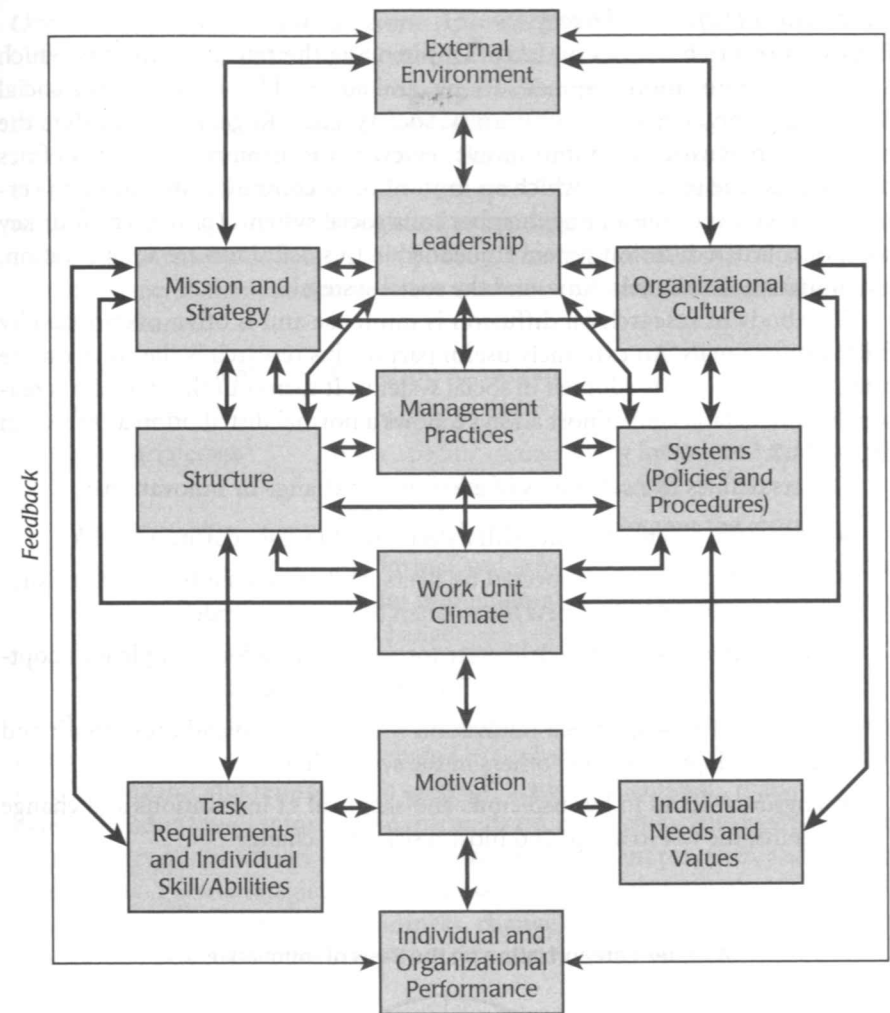 External
Environment
Leadership
Mission and
Strategy
Organizational
Culture
Management
Practices
Structure
Systems
(Policies and
Procedures)
Feedback
Work Unit
Climate
Motivation
Task
Requirements
and Individual
Skill/Abilities
Individual
Needs and
Values
Individual and
Organizational
Performance